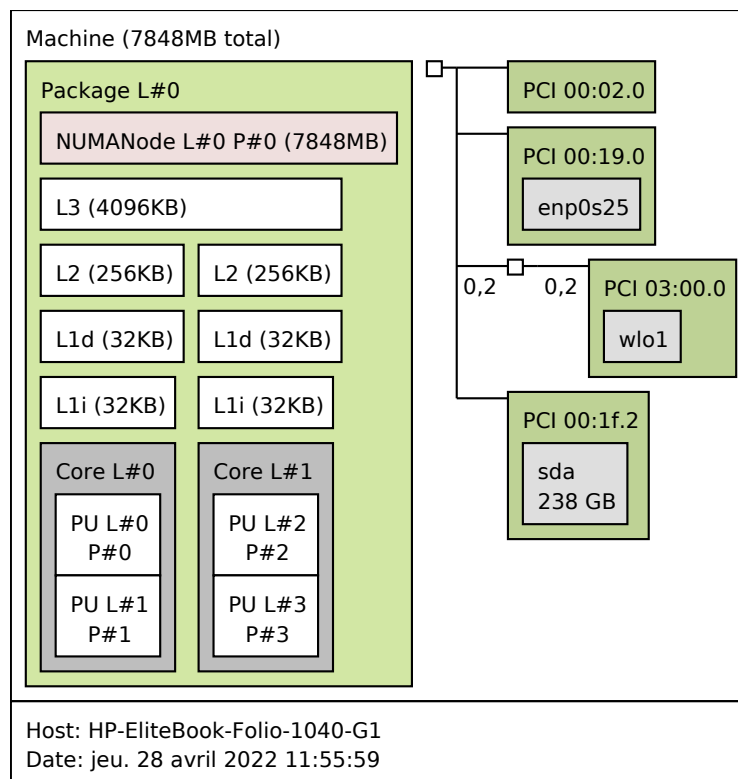 Machine (7848MB total)
Package L#0
NUMANode L#0 P#0 (7848MB)
L3 (4096KB)
L2 (256KB)
L2 (256KB)
L1d (32KB)
L1d (32KB)
L1i (32KB)
L1i (32KB)
Core L#0
PU L#0
P#0
PU L#1
P#1
Core L#1
PU L#2
P#2
PU L#3
P#3
PCI 00:02.0
PCI 00:19.0
enp0s25
0,2
0,2
PCI 03:00.0
wlo1
PCI 00:1f.2
sda
238 GB
Host: HP-EliteBook-Folio-1040-G1
Date: jeu. 28 avril 2022 11:55:59